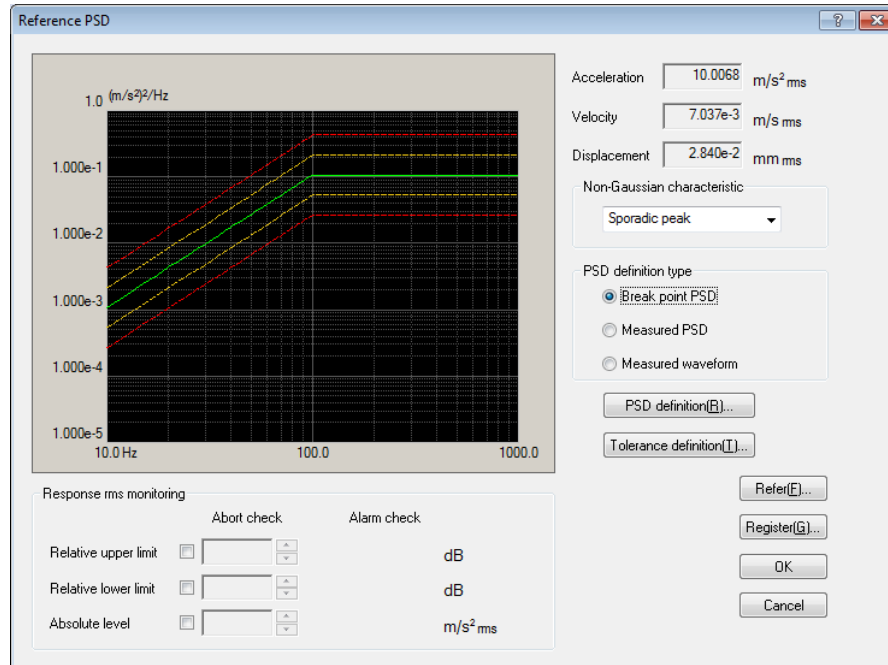 Reference PSD
1.0 (m/s²)²/Hz
1.000e-1
1.000e-2
1.000e-3
1.000e-4
1.000e-5
10.0 Hz 100.0 1000.0
Acceleration 10.0068 m/s² rms
Velocity 7.037e-3 m/s rms
Displacement 2.840e-2 mm rms
Non-Gaussian characteristic
Sporadic peak
PSD definition type
Break point PSD
Measured PSD
Measured waveform
PSD definition(R)...
Tolerance definition(T)...
Response rms monitoring
Abort check Alarm check
Relative upper limit dB
Relative lower limit dB
Absolute level m/s² rms
Refer(F)...
Register(G)...
OK
Cancel